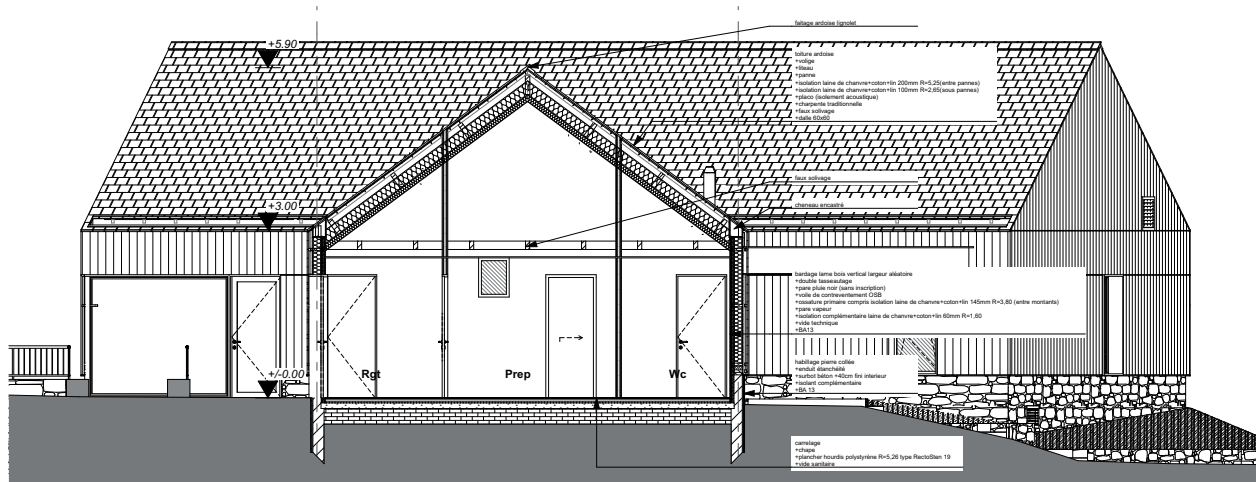 faitage ardoise lignolet
+5.90
toiture ardoise
+volige
+liteau
+panne
+isolation laine de chanvre+coton+lin 200mm R=5,25(entre pannes)
+isolation laine de chanvre+coton+lin 100mm R=2,65(sous pannes)
+placo (isolement acoustique)
+charpente traditionnelle
+faux solivage
+dalle 60x60
faux solivage
+3.00
cheneau encastré
bardage lame bois vertical largeur aléatoire
+double tasseautage
+pare pluie noir (sans inscription)
+voile de contreventement OSB
+ossature primaire compris isolation laine de chanvre+coton+lin 145mm R=3,80 (entre montants)
+pare vapeur
+isolation complémentaire laine de chanvre+coton+lin 60mm R=1,60
+vide technique
+BA13
+/-0.00
Rgt
Prep
Wc
habillage pierre collée
+enduit étanchéité
+surbot béton +40cm fini interieur
+isolant complémentaire
+BA 13
carrelage
+chape
+plancher hourdis polystyrène R=5,26 type RectoSten 19
+vide sanitaire